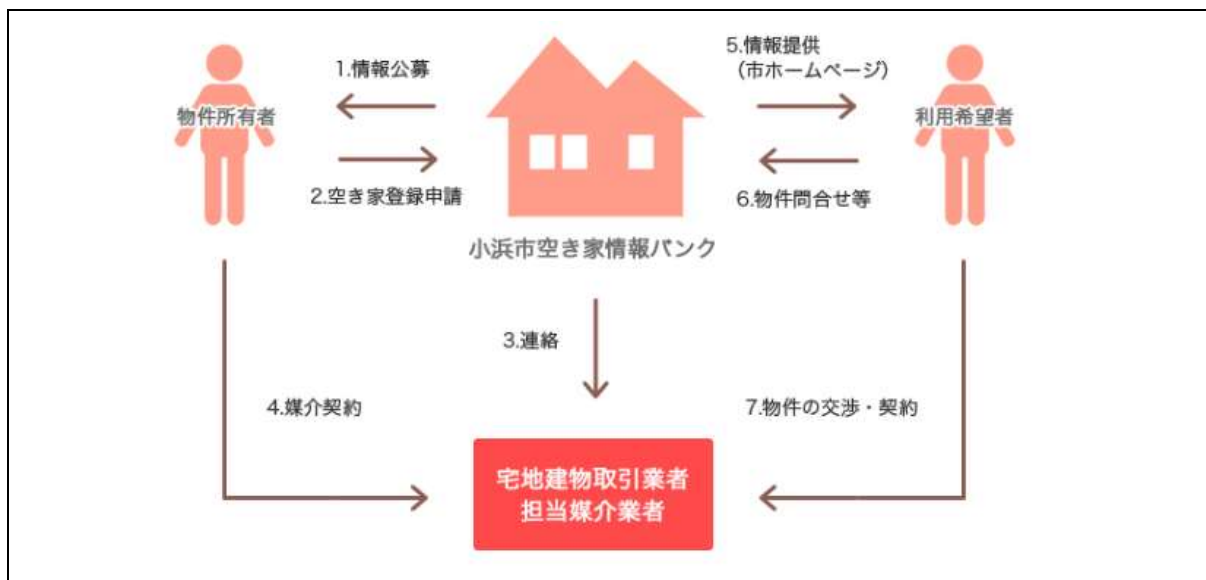 1.情報公募
物件所有者
2.空き家登録申請
小浜市空き家情報バンク
5.情報提供
（市ホームページ）
利用希望者
6.物件問合せ等
3.連絡
4.媒介契約
7.物件の交渉・契約
宅地建物取引業者
担当媒介業者